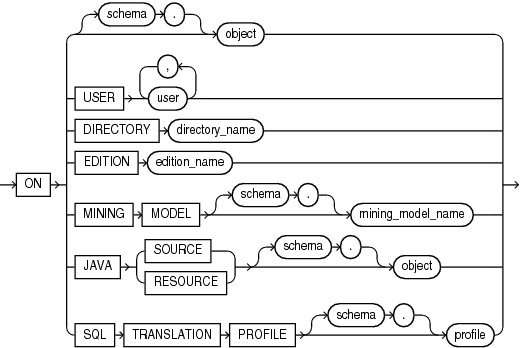 schema .
object
,
USER user
DIRECTORY directory_name
EDITION edition_name
ON
schema .
MINING MODEL mining_model_name
SOURCE schema .
JAVA object
RESOURCE
schema .
SQL TRANSLATION PROFILE profile